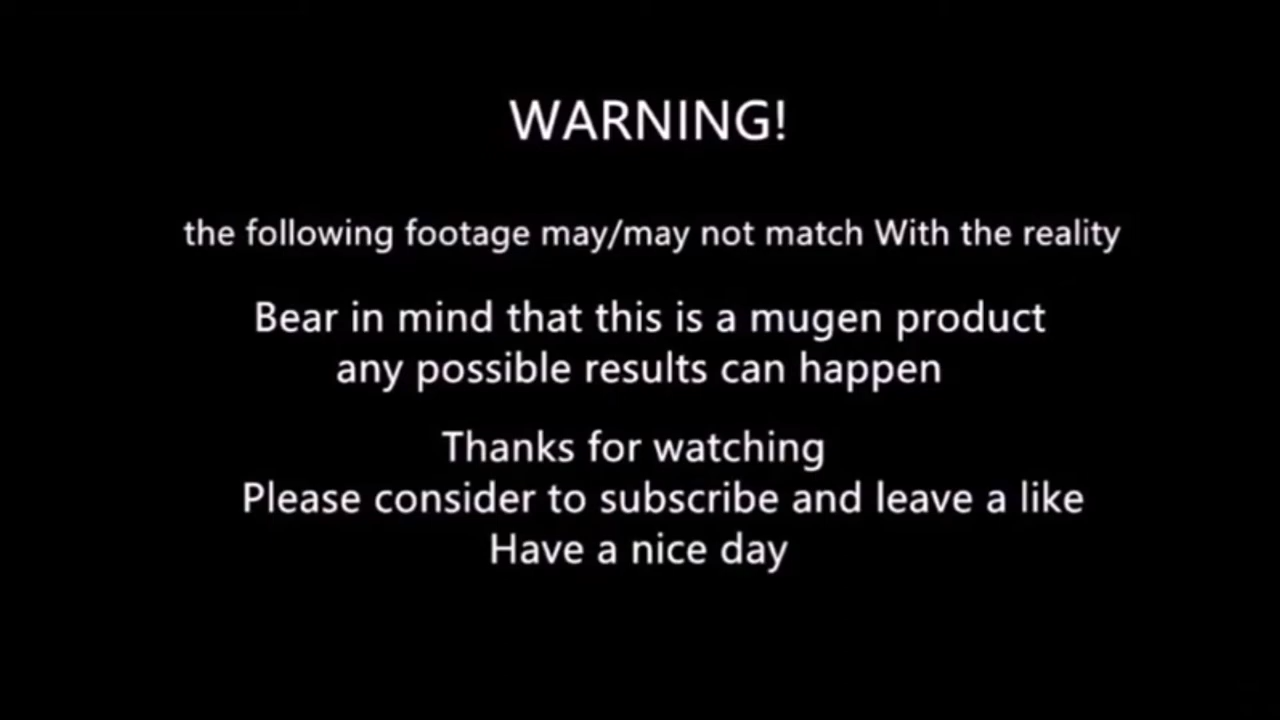 WARNING!
the following footage may/may not match With the reality
Bear in mind that this is a mugen product
any possible results can happen
Thanks for watching
Please consider to subscribe and leave a like
Have a nice day